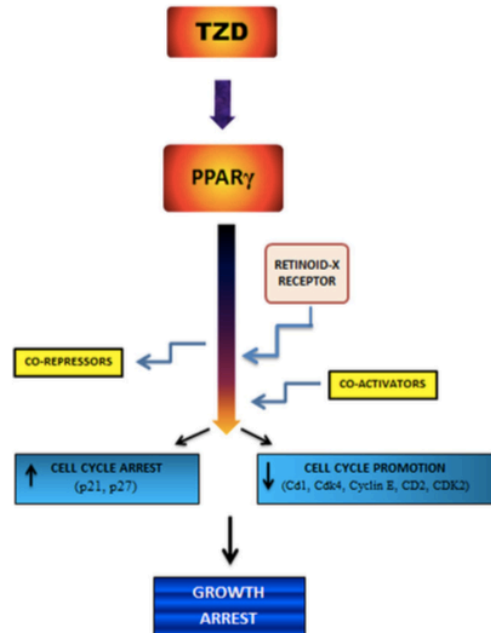 TZD
PPARγ
RETINOID-X
RECEPTOR
CO-REPRESSORS
CO-ACTIVATORS
CELL CYCLE ARREST
(p21, p27)
CELL CYCLE PROMOTION
(Cd1, Cdk4, Cyclin E, CD2, CDK2)
GROWTH
ARREST